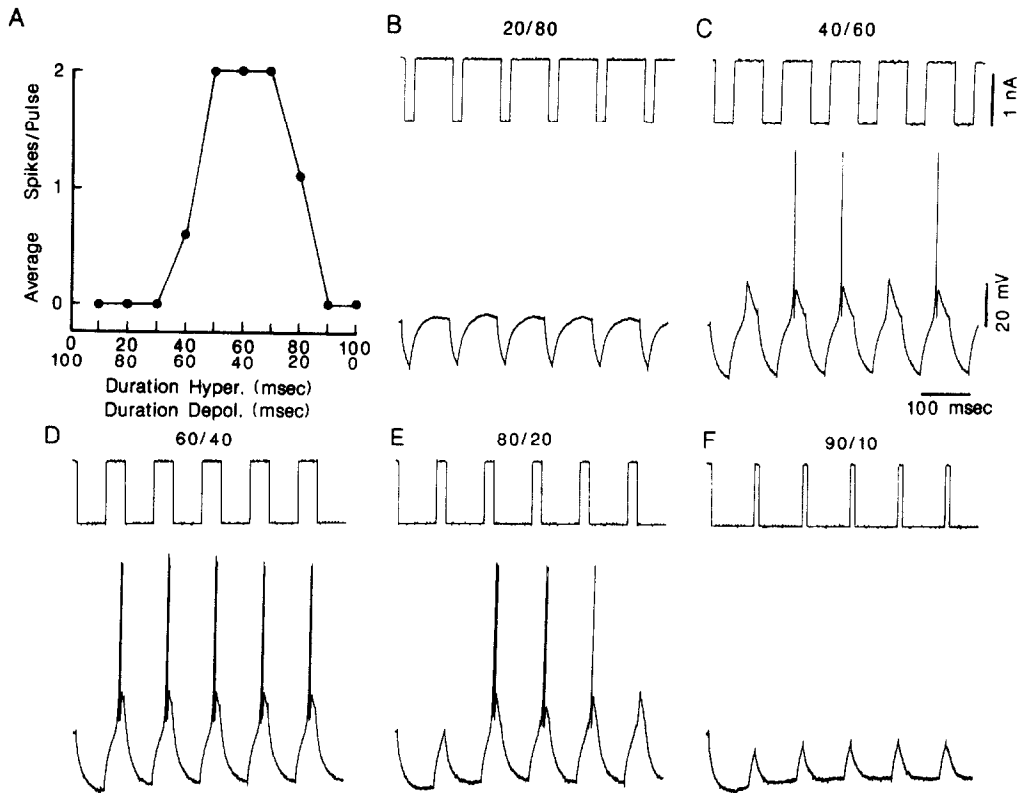 A
Average Spikes/Pulse
2
1
0
0 20 40 60 80 100
100 80 60 40 20 0
Duration Hyper. (msec)
Duration Depol. (msec)
B
20/80
C
40/60
1 nA
20 mV
100 msec
D
60/40
E
80/20
F
90/10